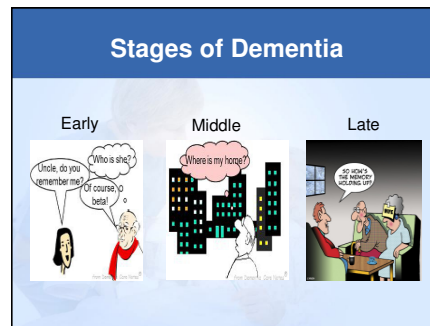 Stages of Dementia
Early
Middle
Late
Uncle, do you
remember me?
Who is she?
Of course,
beta!
Where is my home?
SO HOW'S
THE MEMORY
HOLDING UP?